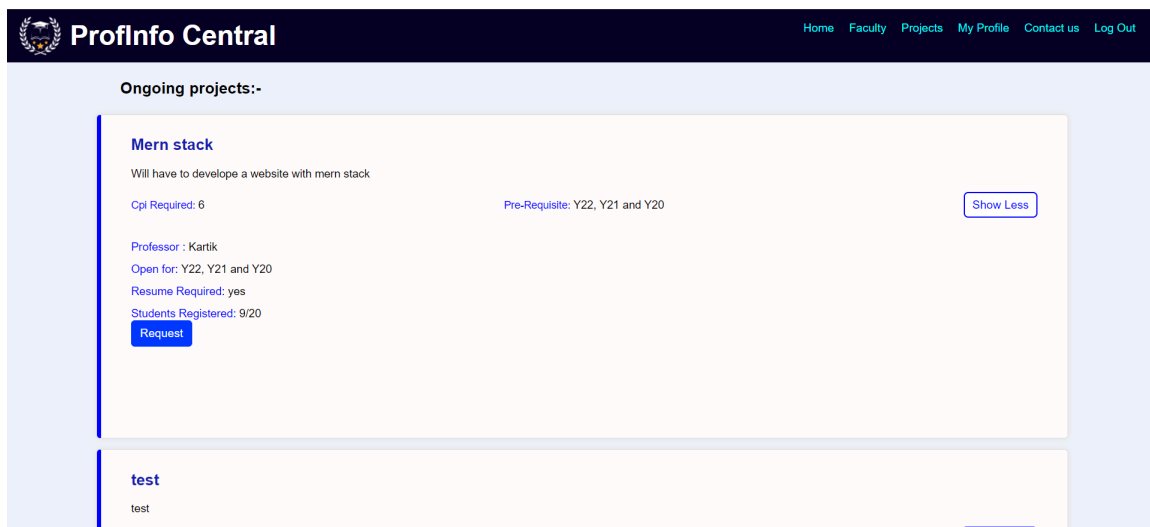 ProfInfo Central
Home Faculty Projects My Profile Contact us Log Out
Ongoing projects:-
Mern stack
Will have to develope a website with mern stack
Cpi Required: 6 Pre-Requisite: Y22, Y21 and Y20 Show Less
Professor : Kartik
Open for: Y22, Y21 and Y20
Resume Required: yes
Students Registered: 9/20
Request
test
test